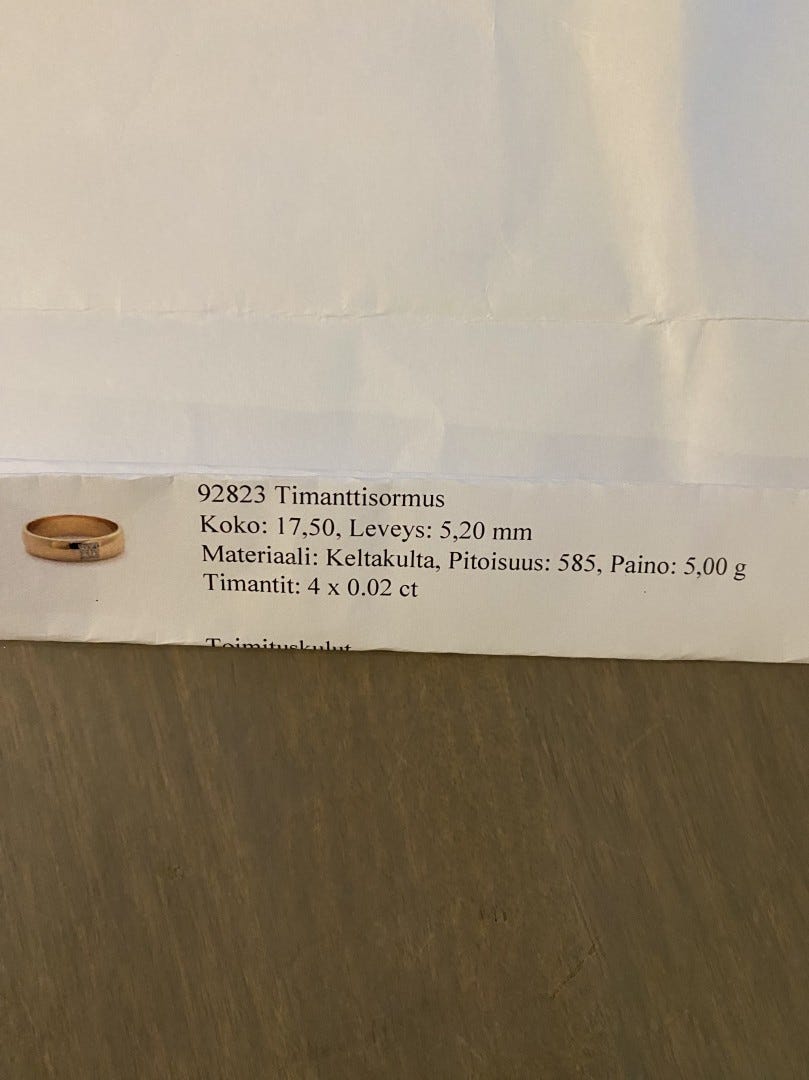 92823 Timanttisormus
Koko: 17,50, Leveys: 5,20 mm
Materiaali: Keltakulta, Pitoisuus: 585, Paino: 5,00 g
Timantit: 4 x 0.02 ct
Toimituskulut